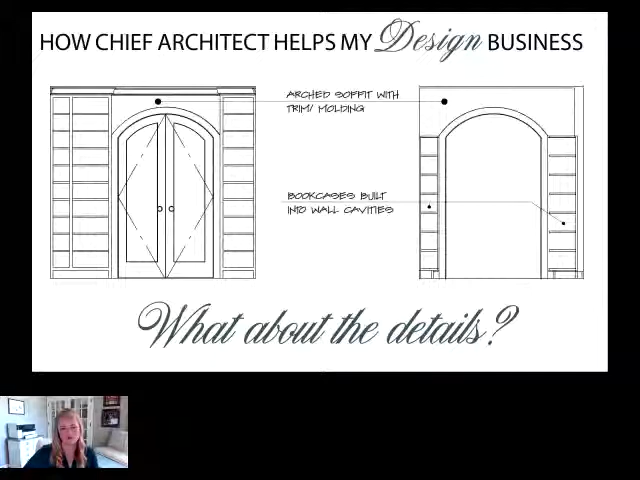 HOW CHIEF ARCHITECT HELPS MY Design BUSINESS
ARCHED SOFFIT WITH
TRIM/ MOLDING
BOOKCASES BUILT
INTO WALL CAVITIES
What about the details?